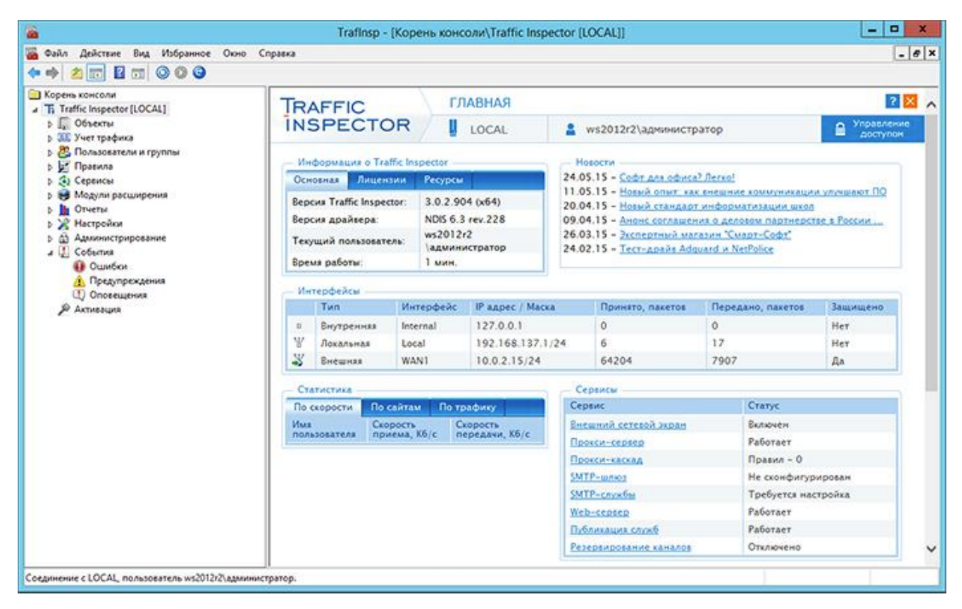 TrafInsp - [Корень консоли\Traffic Inspector [LOCAL]]
Файл Действие Вид Избранное Окно Справка
Корень консоли
Traffic Inspector [LOCAL]
Объекты
Учет трафика
Пользователи и группы
Правила
Сервисы
Модули расширения
Отчеты
Настройки
Администрирование
События
Ошибки
Предупреждения
Оповещения
Активация
TRAFFIC INSPECTOR
ГЛАВНАЯ
LOCAL
ws2012r2\администратор
Управление доступом
Информация о Traffic Inspector
Основная Лицензии Ресурсы
Версия Traffic Inspector: 3.0.2.904 (x64)
Версия драйвера: NDIS 6.3 rev.228
Текущий пользователь: ws2012r2 \администратор
Время работы: 1 мин.
Новости
24.05.15 - Софт для офиса? Легко!
11.05.15 - Новый опыт: как внешние коммуникации улучшают ПО
20.04.15 - Новый стандарт информатизации школ
09.04.15 - Анонс соглашения о деловом партнерстве в России ...
26.03.15 - Экспертный магазин "Смарт-Софт"
24.02.15 - Тест-драйв Adguard и NetPolice
Интерфейсы
Тип Интерфейс IP адрес / Маска Принято, пакетов Передано, пакетов Защищено
Внутренняя Internal 127.0.0.1 0 0 Нет
Локальная Local 192.168.137.1/24 6 17 Нет
Внешняя WAN1 10.0.2.15/24 64204 7907 Да
Статистика
По скорости По сайтам По трафику
Имя пользователя Скорость приема, Кб/с Скорость передачи, Кб/с
Сервисы
Сервис Статус
Внешний сетевой экран Включен
Прокси-сервер Работает
Прокси-каскад Правил - 0
SMTP-шлюз Не сконфигурирован
SMTP-службы Требуется настройка
Web-сервер Работает
Публикация служб Работает
Резервирование каналов Отключено
Соединение с LOCAL, пользователь ws2012r2\администратор.